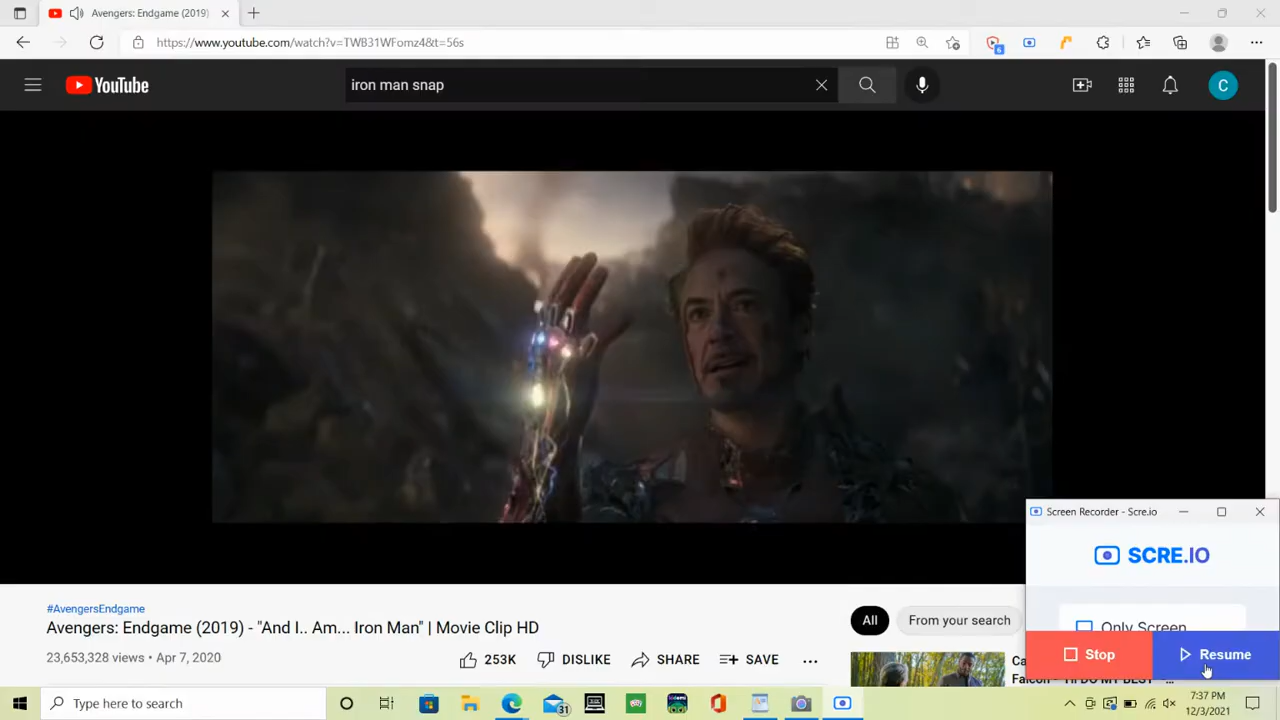 Avengers: Endgame (2019)
https://www.youtube.com/watch?v=TWB31WFomz4&t=56s
6
YouTube
iron man snap
C
Screen Recorder - Scre.io
SCRE.IO
Only Screen
Stop
Resume
#AvengersEndgame
Avengers: Endgame (2019) - "And I.. Am... Iron Man" | Movie Clip HD
23,653,328 views • Apr 7, 2020
253K
DISLIKE
SHARE
SAVE
All
From your search
Type here to search
31
7:37 PM
12/3/2021